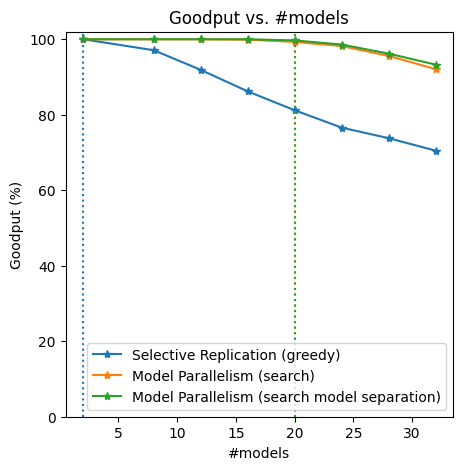 Goodput vs. #models
Goodput (%)
100
80
60
40
20
0
Selective Replication (greedy)
Model Parallelism (search)
Model Parallelism (search model separation)
5 10 15 20 25 30
#models